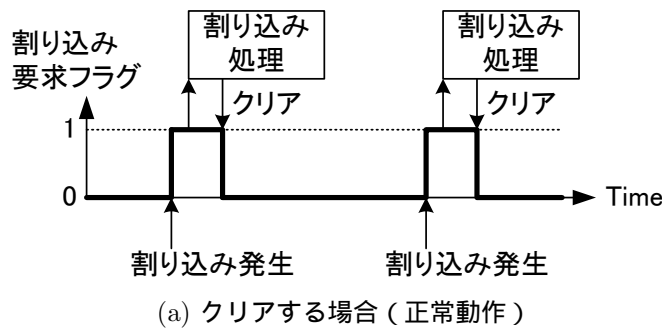 割り込み
要求フラグ
割り込み
処理
クリア
割り込み
処理
クリア
1
0
Time
割り込み発生
割り込み発生
(a) クリアする場合 ( 正常動作 )